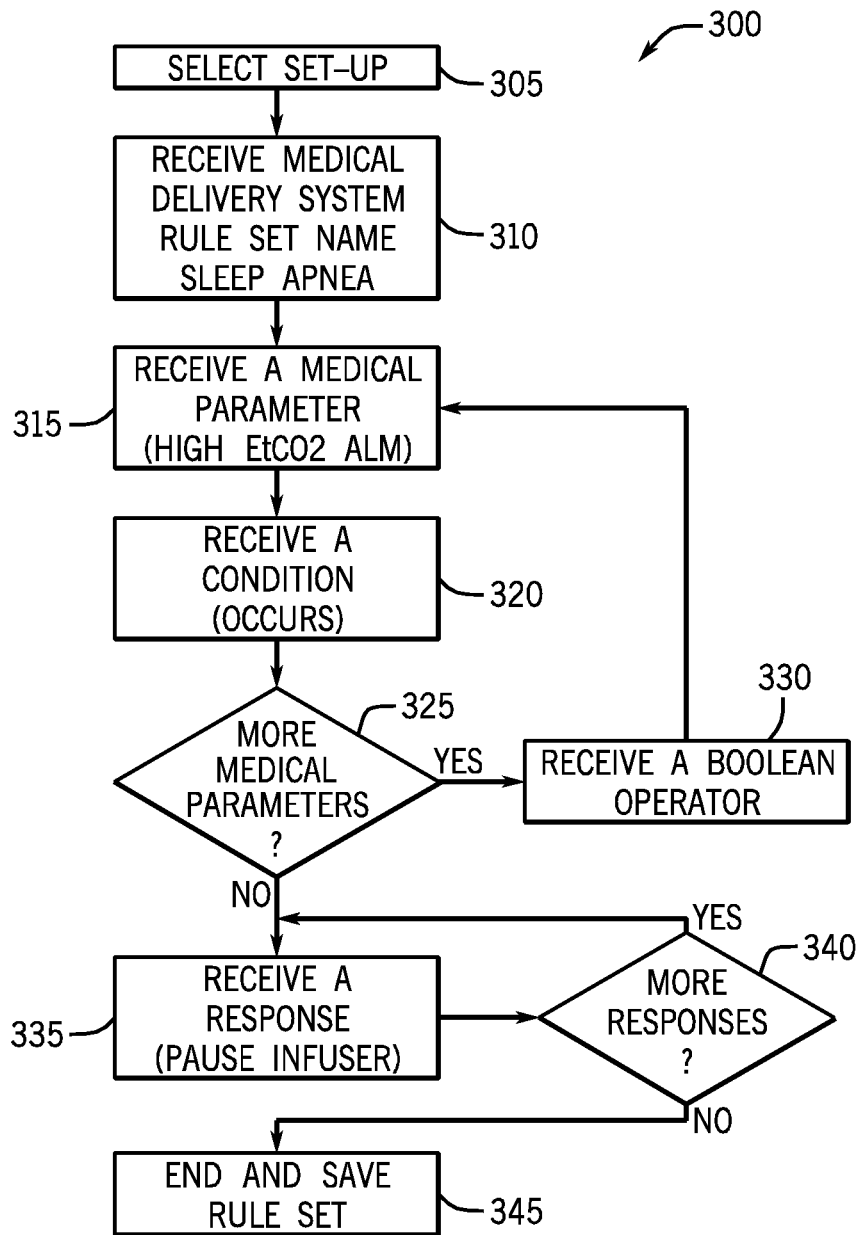 300
SELECT SET-UP
305
RECEIVE MEDICAL
DELIVERY SYSTEM
RULE SET NAME
SLEEP APNEA
310
RECEIVE A MEDICAL
PARAMETER
(HIGH EtCO2 ALM)
315
RECEIVE A
CONDITION
(OCCURS)
320
MORE
MEDICAL
PARAMETERS
?
325
YES
330
RECEIVE A BOOLEAN
OPERATOR
NO
YES
RECEIVE A
RESPONSE
(PAUSE INFUSER)
335
MORE
RESPONSES
?
340
NO
END AND SAVE
RULE SET
345